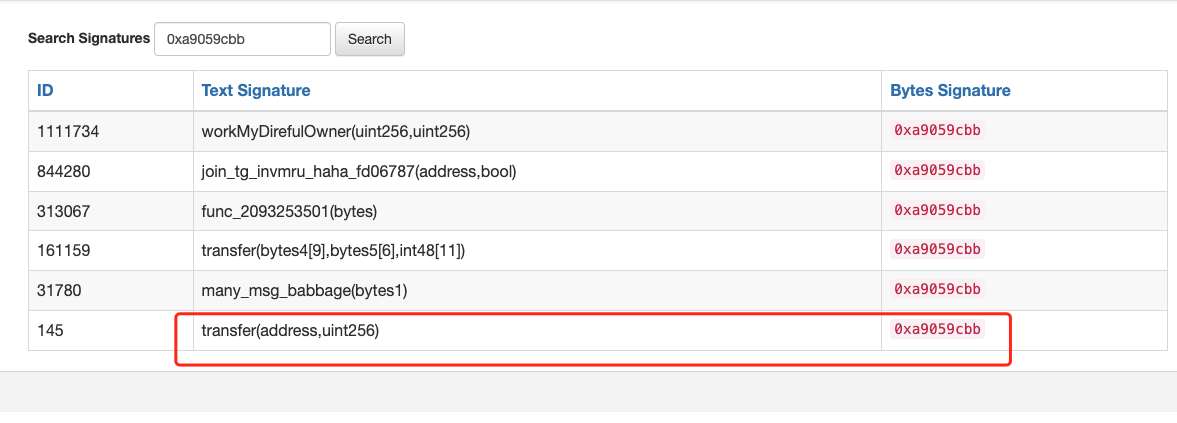 Search Signatures 0xa9059cbb Search
ID Text Signature Bytes Signature
1111734 workMyDirefulOwner(uint256,uint256) 0xa9059cbb
844280 join_tg_invmru_haha_fd06787(address,bool) 0xa9059cbb
313067 func_2093253501(bytes) 0xa9059cbb
161159 transfer(bytes4[9],bytes5[6],int48[11]) 0xa9059cbb
31780 many_msg_babbage(bytes1) 0xa9059cbb
145 transfer(address,uint256) 0xa9059cbb